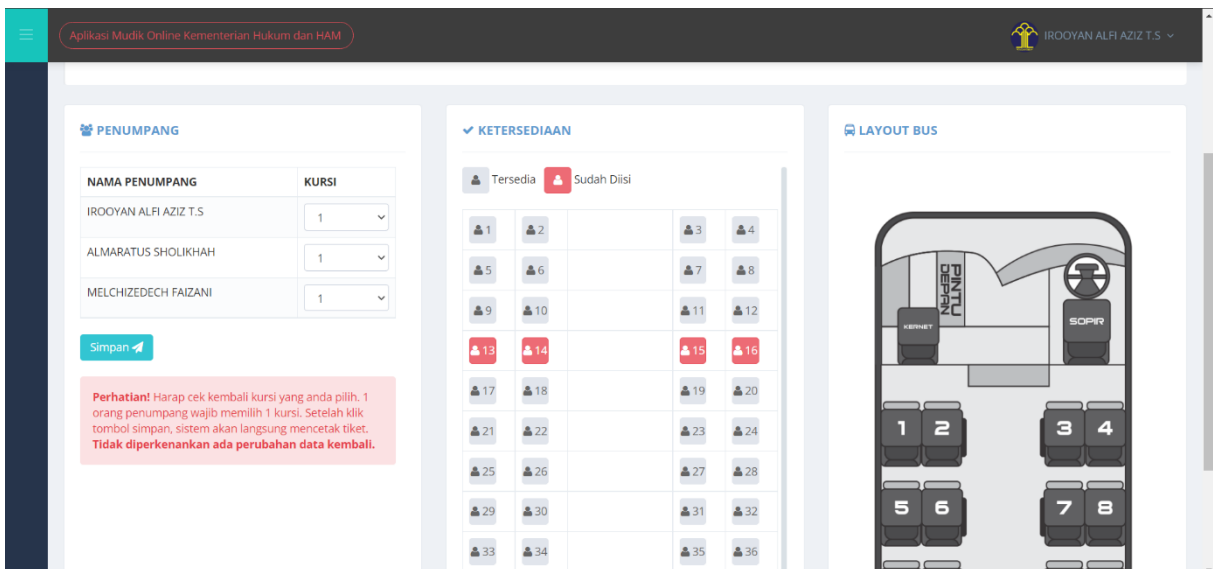 Aplikasi Mudik Online Kementerian Hukum dan HAM
IROOYAN ALFI AZIZ T.S
PENUMPANG
NAMA PENUMPANG KURSI
IROOYAN ALFI AZIZ T.S 1
ALMARATUS SHOLIKHAH 1
MELCHIZEDECH FAIZANI 1
Simpan
Perhatian! Harap cek kembali kursi yang anda pilih. 1
orang penumpang wajib memilih 1 kursi. Setelah klik
tombol simpan, sistem akan langsung mencetak tiket.
Tidak diperkenankan ada perubahan data kembali.
KETERSEDIAAN
Tersedia Sudah Diisi
1 2 3 4
5 6 7 8
9 10 11 12
13 14 15 16
17 18 19 20
21 22 23 24
25 26 27 28
29 30 31 32
33 34 35 36
LAYOUT BUS
PINTU
DEPAN
KERNET
SOPIR
1 2 3 4
5 6 7 8